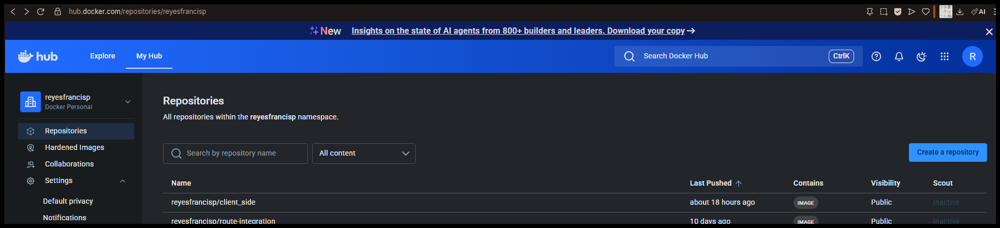 hub.docker.com/repositories/reyesfrancisp
AI
New Insights on the state of AI agents from 800+ builders and leaders. Download your copy→
hub
Explore
My Hub
Search Docker Hub
CtrlK
R
reyesfrancisp
Docker Personal
Repositories
Hardened Images
Collaborations
Settings
Default privacy
Notifications
Repositories
All repositories within the reyesfrancisp namespace.
Search by repository name
All content
Create a repository
Name Last Pushed ↑ Contains Visibility Scout
reyesfrancisp/client_side about 18 hours ago IMAGE Public Inactive
reyesfrancisp/route-integration 10 days ago IMAGE Public Inactive